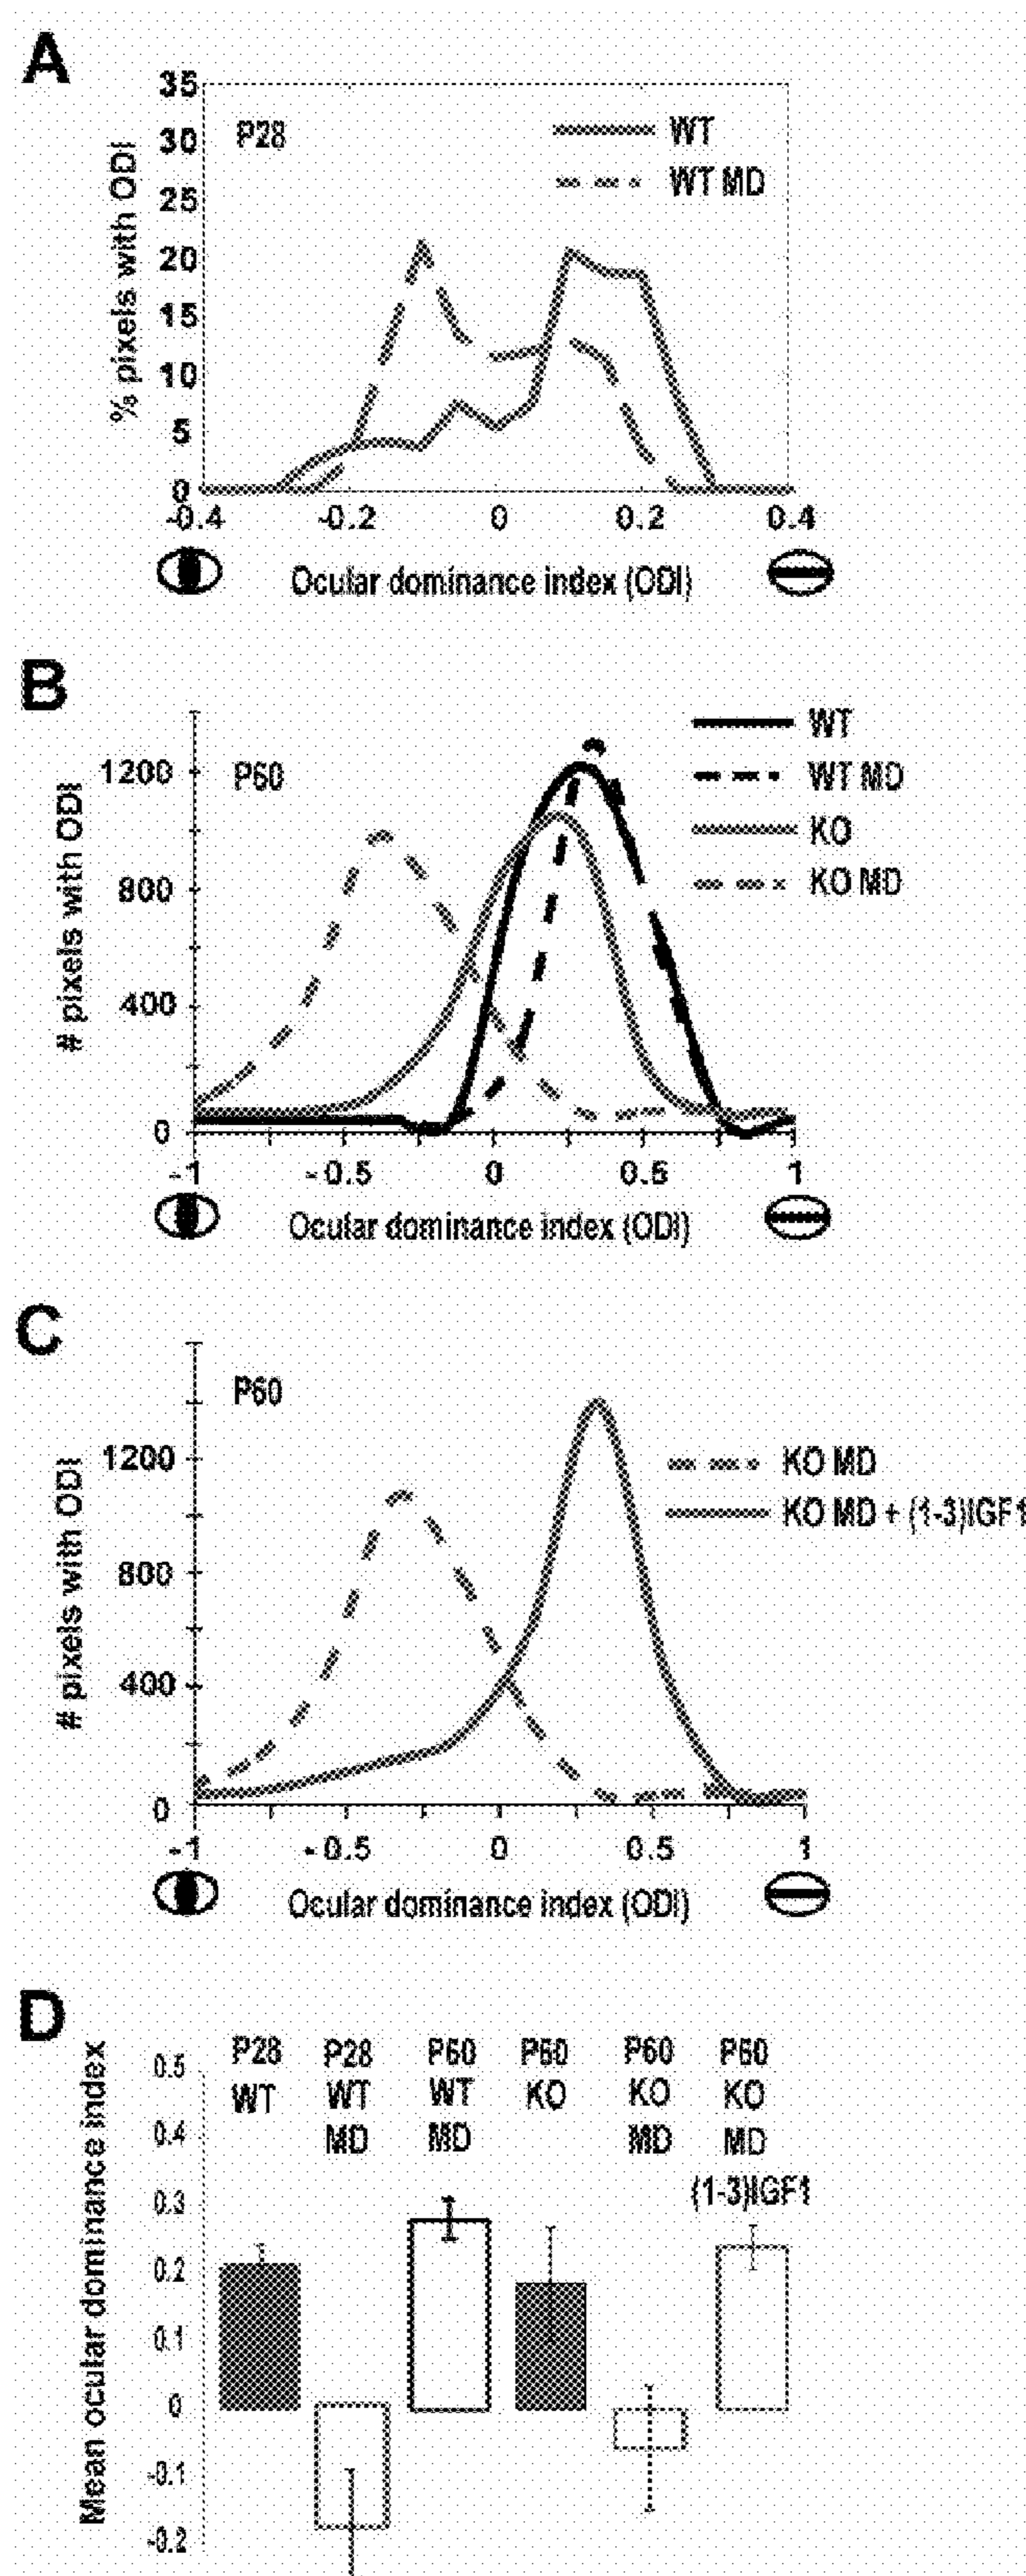 A
35
30
25
20
15
10
5
0
% pixels with ODI
P28
WT
WT MD
-0.4 -0.2 0 0.2 0.4
Ocular dominance index (ODI)
B
1200
800
400
0
# pixels with ODI
P60
WT
WT MD
KO
KO MD
-1 -0.5 0 0.5 1
Ocular dominance index (ODI)
C
1200
800
400
0
# pixels with ODI
P60
KO MD
KO MD + (1-3)IGF1
-1 -0.5 0 0.5 1
Ocular dominance index (ODI)
D
Mean ocular dominance index
0.5
0.4
0.3
0.2
0.1
0
-0.1
-0.2
P28
WT
P28
WT
MD
P60
WT
MD
P60
KO
P60
KO
MD
P60
KO
MD
(1-3)IGF1